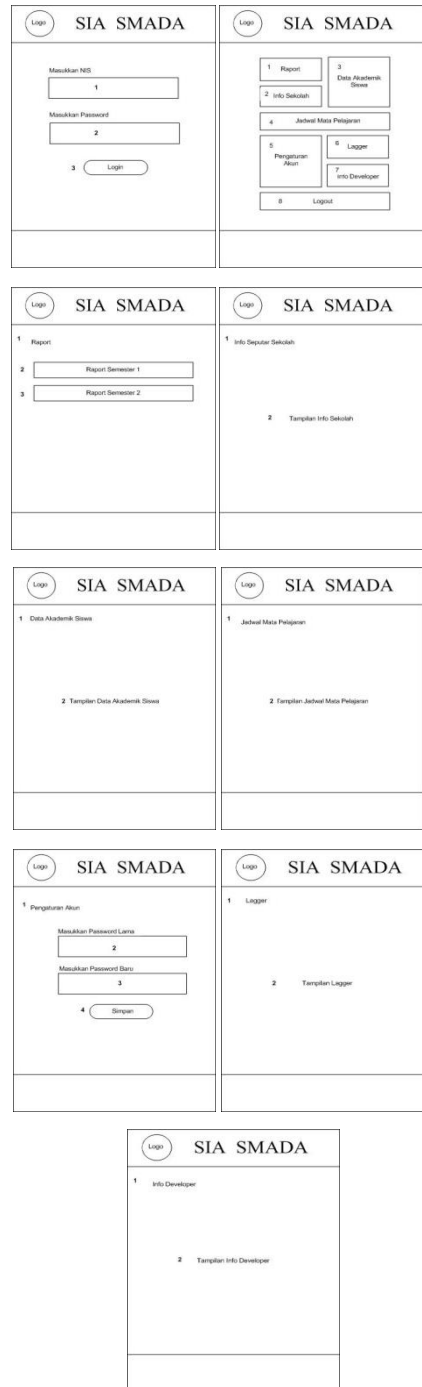 Logo SIA SMADA
Masukkan NIS
1
Masukkan Password
2
3 Login
Logo SIA SMADA
1 Raport
3
Data Akademik
Siswa
2 Info Sekolah
4 Jadwal Mata Pelajaran
5
Pengaturan
Akun
6 Lagger
7
Info Developer
8 Logout
Logo SIA SMADA
1 Raport
2 Raport Semester 1
3 Raport Semester 2
Logo SIA SMADA
1 Info Seputar Sekolah
2 Tampilan Info Sekolah
Logo SIA SMADA
1 Data Akademik Siswa
2 Tampilan Data Akademik Siswa
Logo SIA SMADA
1 Jadwal Mata Pelajaran
2 Tampilan Jadwal Mata Pelajaran
Logo SIA SMADA
1 Pengaturan Akun
Masukkan Password Lama
2
Masukkan Password Baru
3
4 Simpan
Logo SIA SMADA
1 Lagger
2 Tampilan Lagger
Logo SIA SMADA
1 Info Developer
2 Tampilan Info Developer